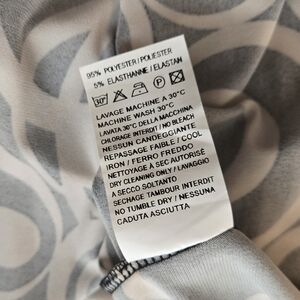 95% POLYESTER / POLIESTER
5% ELASTHANNE / ELASTAN
30°
LAVAGE MACHINE A 30°C
MACHINE WASH 30°C
LAVATA 30°C DELLA MACCHINA
CHLORAGE INTERDIT / NO BLEACH
NESSUN CANDEGGIANTE
REPASSAGE FAIBLE / COOL
IRON / FERRO FREDDO
NETTOYAGE À SEC AUTORISÉ
DRY CLEANING ONLY / LAVAGGIO
A SECCO SOLTANTO
SECHAGE TAMBOUR INTERDIT
NO TUMBLE DRY / NESSUNA
CADUTA ASCIUTTA